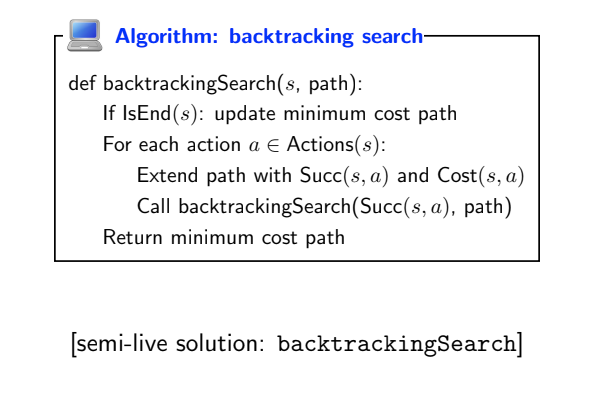 Algorithm: backtracking search
def backtrackingSearch(s, path):
If IsEnd(s): update minimum cost path
For each action a ∈ Actions(s):
Extend path with Succ(s, a) and Cost(s, a)
Call backtrackingSearch(Succ(s, a), path)
Return minimum cost path
[semi-live solution: backtrackingSearch]